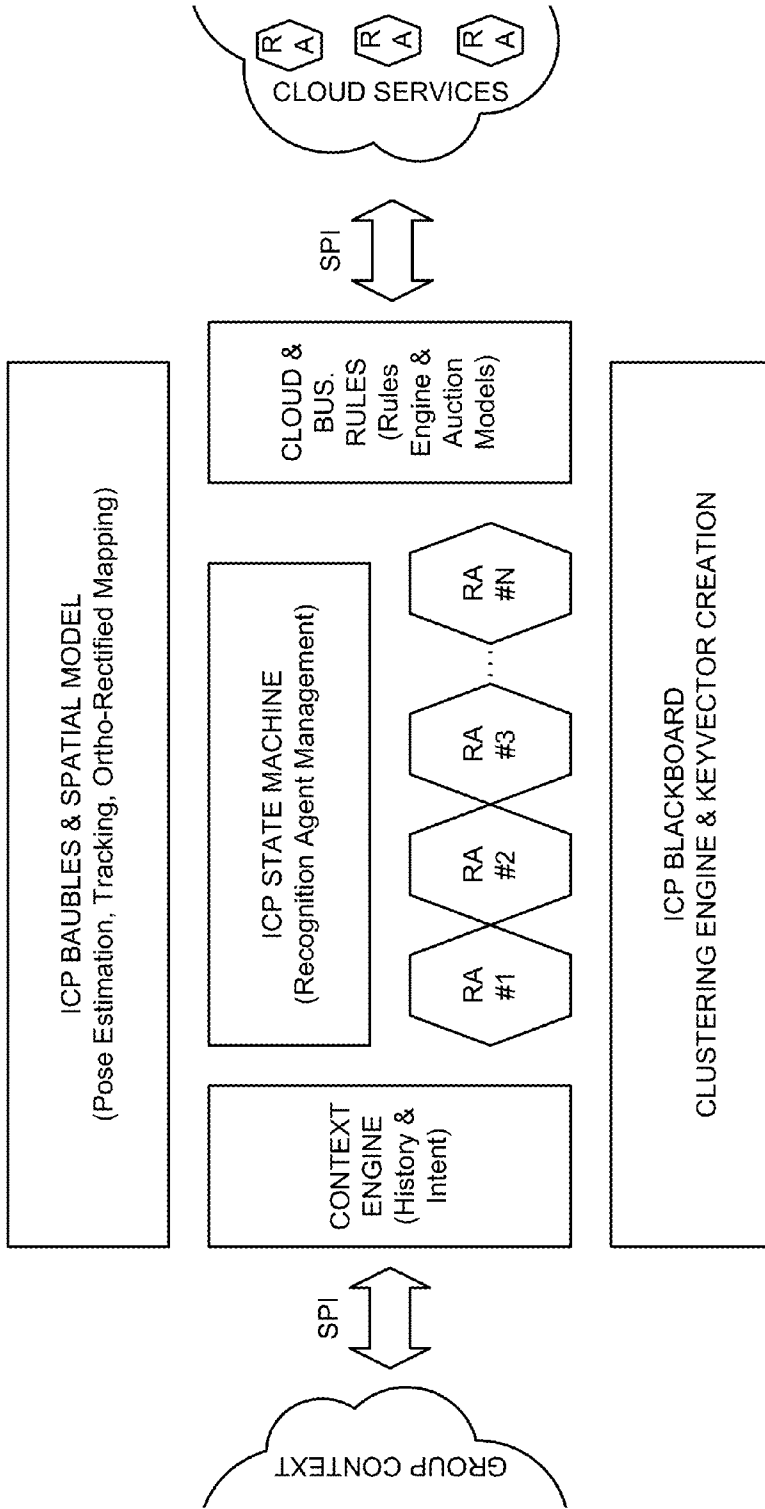 ICP BAUBLES & SPATIAL MODEL
(Pose Estimation, Tracking, Ortho-Rectified Mapping)
GROUP CONTEXT
SPI
CONTEXT
ENGINE
(History &
Intent)
ICP STATE MACHINE
(Recognition Agent Management)
RA
#1
RA
#2
RA
#3
.....
RA
#N
CLOUD &
BUS.
RULES
(Rules
Engine &
Auction
Models)
SPI
CLOUD SERVICES
R
A
R
A
R
A
ICP BLACKBOARD
CLUSTERING ENGINE & KEYVECTOR CREATION